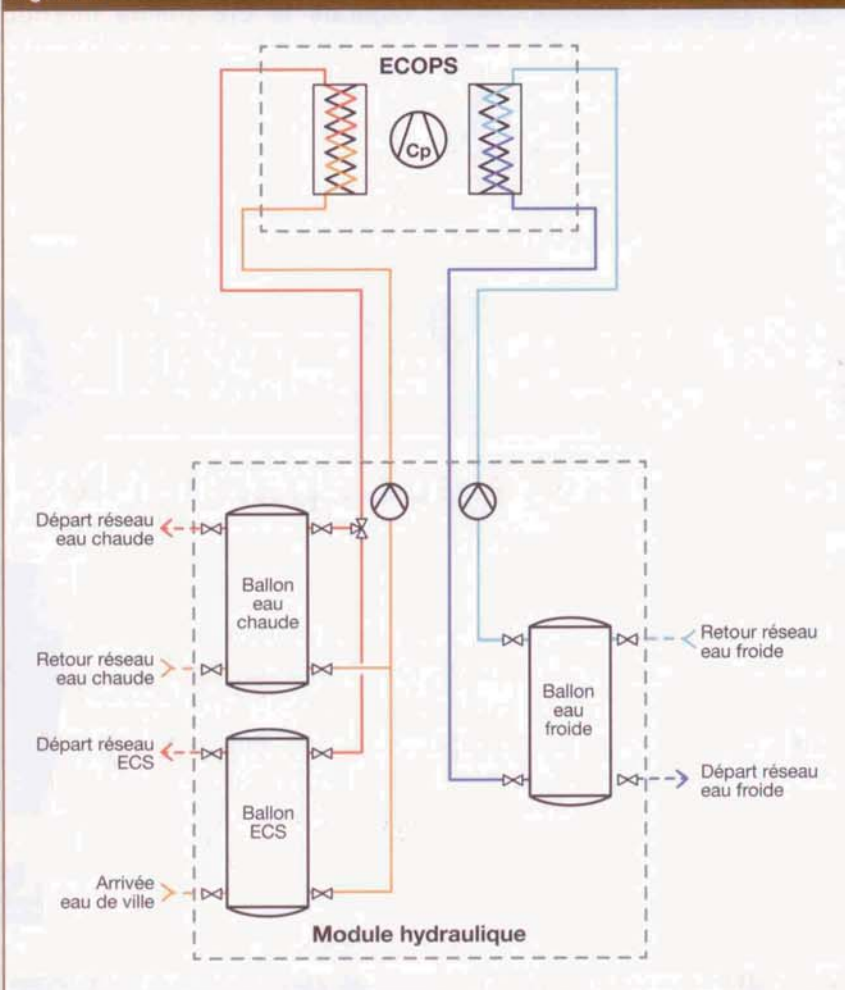 ECOPS
Cp
Départ réseau
eau chaude
Ballon
eau
chaude
Retour réseau
eau chaude
Départ réseau
ECS
Ballon
ECS
Arrivée
eau de ville
Retour réseau
eau froide
Ballon
eau
froide
Départ réseau
eau froide
Module hydraulique